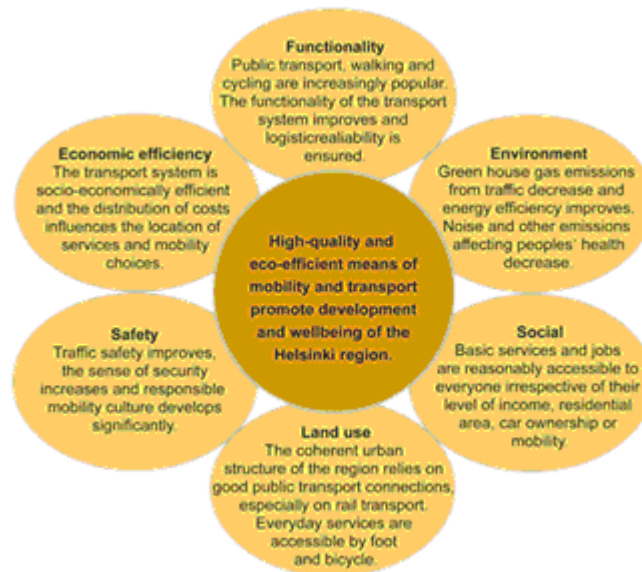 Functionality
Public transport, walking and
cycling are increasingly popular.
The functionality of the transport
system improves and
logisticrealiability is
ensured.
Economic efficiency
The transport system is
socio-economically efficient
and the distribution of costs
influences the location of
services and mobility
choices.
Environment
Green house gas emissions
from traffic decrease and
energy efficiency improves.
Noise and other emissions
affecting peoples´ health
decrease.
High-quality and
eco-efficient means of
mobility and transport
promote development
and wellbeing of the
Helsinki region.
Safety
Traffic safety improves,
the sense of security
increases and responsible
mobility culture develops
significantly.
Social
Basic services and jobs
are reasonably accessible to
everyone irrespective of their
level of income, residential
area, car ownership or
mobility.
Land use
The coherent urban
structure of the region relies on
good public transport connections,
especially on rail transport.
Everyday services are
accessible by foot
and bicycle.